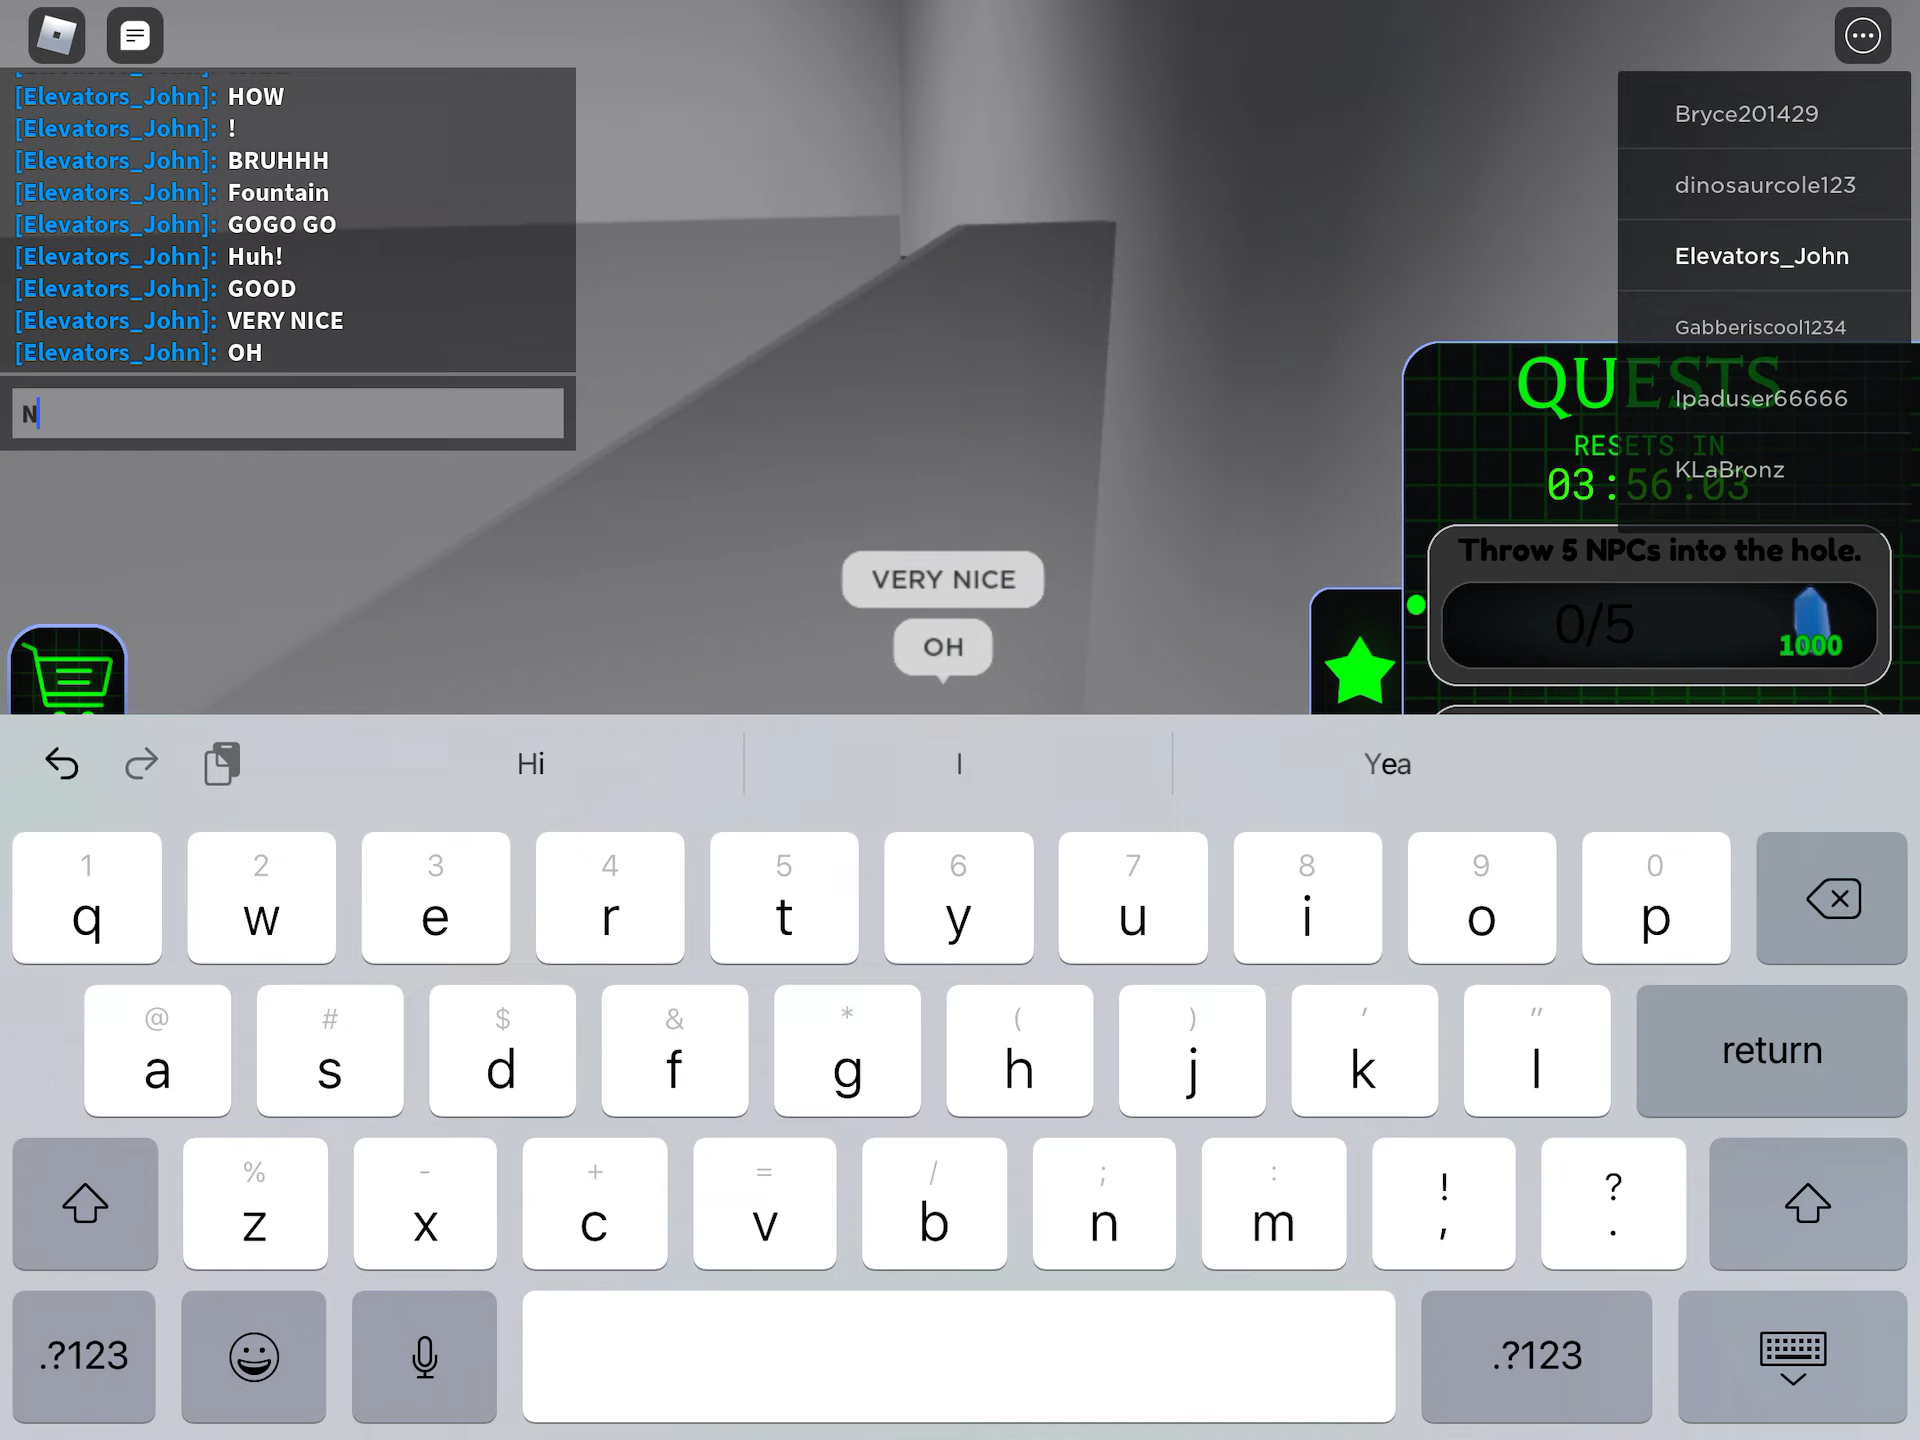 [Elevators_John]: HOW
[Elevators_John]: !
[Elevators_John]: BRUHHH
[Elevators_John]: Fountain
[Elevators_John]: GOGO GO
[Elevators_John]: Huh!
[Elevators_John]: GOOD
[Elevators_John]: VERY NICE
[Elevators_John]: OH
N
Bryce201429
dinosaurcole123
Elevators_John
Gabberiscool1234
Ipaduser66666
KLaBronz
QUESTS
RESETS IN
03:56:03
Throw 5 NPCs into the hole.
0/5
1000
VERY NICE
OH
Hi I Yea
1 2 3 4 5 6 7 8 9 0
q w e r t y u i o p
@ # $ & * ( ) ' "
a s d f g h j k l return
% - + = / ; : ! ?
z x c v b n m , .
.?123 .?123